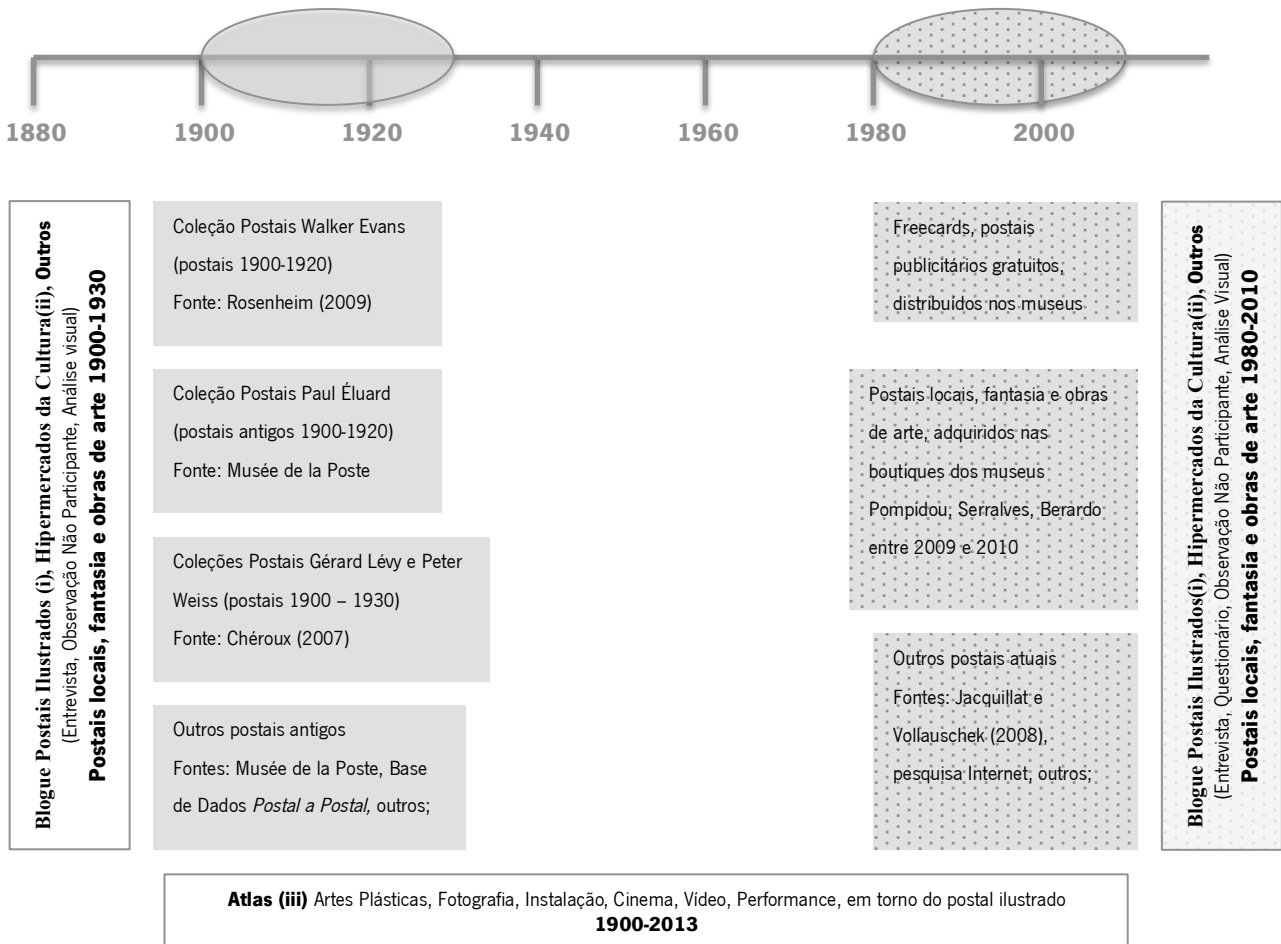 1880 1900 1920 1940 1960 1980 2000
Blogue Postais Ilustrados (i), Hipermercados da Cultura(ii), Outros
(Entrevista, Observação Não Participante, Análise visual)
Postais locais, fantasia e obras de arte 1900-1930
Coleção Postais Walker Evans
(postais 1900-1920)
Fonte: Rosenheim (2009)
Coleção Postais Paul Éluard
(postais antigos 1900-1920)
Fonte: Musée de la Poste
Coleções Postais Gérard Lévy e Peter
Weiss (postais 1900 – 1930)
Fonte: Chéroux (2007)
Outros postais antigos
Fontes: Musée de la Poste, Base
de Dados Postal a Postal, outros;
Freecards, postais
publicitários gratuitos,
distribuídos nos museus
Postais locais, fantasia e obras
de arte, adquiridos nas
boutiques dos museus
Pompidou, Serralves, Berardo
entre 2009 e 2010
Outros postais atuais
Fontes: Jacquillat e
Vollauschek (2008),
pesquisa Internet, outros;
Blogue Postais Ilustrados(i), Hipermercados da Cultura(ii), Outros
(Entrevista, Questionário, Observação Não Participante, Análise Visual)
Postais locais, fantasia e obras de arte 1980-2010
Atlas (iii) Artes Plásticas, Fotografia, Instalação, Cinema, Vídeo, Performance, em torno do postal ilustrado
1900-2013